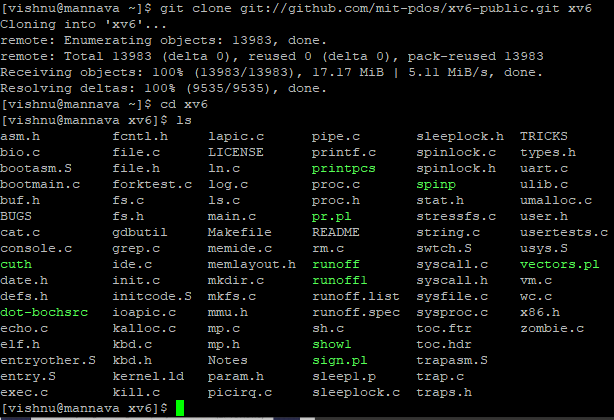 [vishnu@mannava ~]$ git clone git://github.com/mit-pdos/xv6-public.git xv6
Cloning into 'xv6'...
remote: Enumerating objects: 13983, done.
remote: Total 13983 (delta 0), reused 0 (delta 0), pack-reused 13983
Receiving objects: 100% (13983/13983), 17.17 MiB | 5.11 MiB/s, done.
Resolving deltas: 100% (9535/9535), done.
[vishnu@mannava ~]$ cd xv6
[vishnu@mannava xv6]$ ls
asm.h fcntl.h lapic.c pipe.c sleeplock.h TRICKS
bio.c file.c LICENSE printf.c spinlock.c types.h
bootasm.S file.h ln.c printpcs spinlock.h uart.c
bootmain.c forktest.c log.c proc.c spinp ulib.c
buf.h fs.c ls.c proc.h stat.h umalloc.c
BUGS fs.h main.c pr.pl stressfs.c user.h
cat.c gdbutil Makefile README string.c usertests.c
console.c grep.c memide.c rm.c swtch.S usys.S
cuth ide.c memlayout.h runoff syscall.c vectors.pl
date.h init.c mkdir.c runoff1 syscall.h vm.c
defs.h initcode.S mkfs.c runoff.list sysfile.c wc.c
dot-bochsrc ioapic.c mmu.h runoff.spec sysproc.c x86.h
echo.c kalloc.c mp.c sh.c toc.ftr zombie.c
elf.h kbd.c mp.h show1 toc.hdr
entryother.S kbd.h Notes sign.pl trapasm.S
entry.S kernel.ld param.h sleep1.p trap.c
exec.c kill.c picirq.c sleeplock.c traps.h
[vishnu@mannava xv6]$